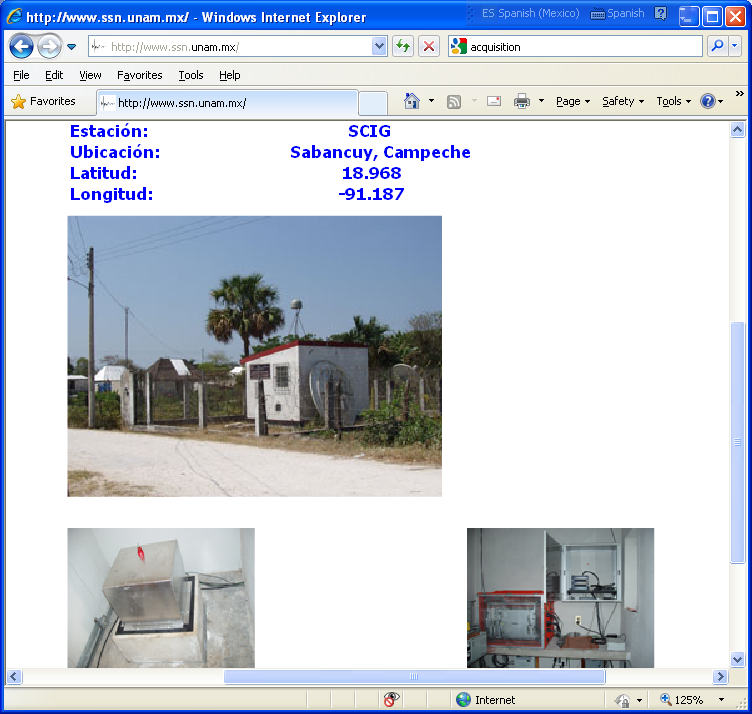 http://www.ssn.unam.mx/ - Windows Internet Explorer
ES Spanish (Mexico) Spanish
http://www.ssn.unam.mx/
acquisition
File Edit View Favorites Tools Help
Favorites http://www.ssn.unam.mx/ Page Safety Tools »
Estación: SCIG
Ubicación: Sabancuy, Campeche
Latitud: 18.968
Longitud: -91.187
Internet 125%